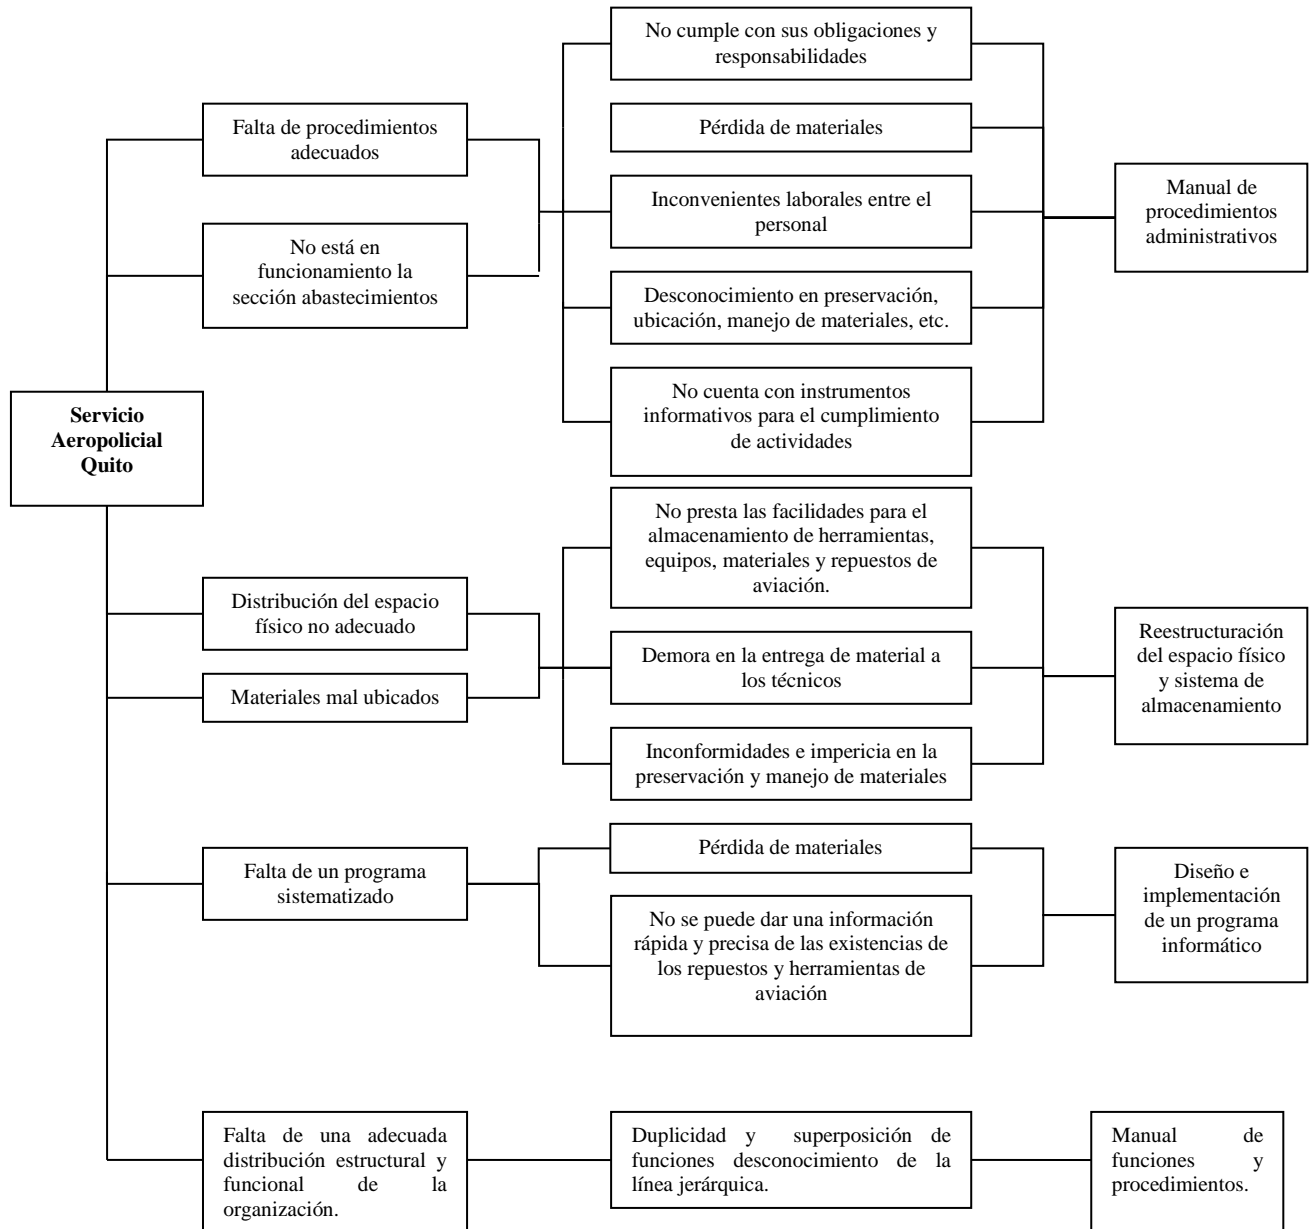 No cumple con sus obligaciones y
responsabilidades
Falta de procedimientos
adecuados
Pérdida de materiales
Inconvenientes laborales entre el
personal
Manual de
procedimientos
administrativos
No está en
funcionamiento la
sección abastecimientos
Desconocimiento en preservación,
ubicación, manejo de materiales, etc.
No cuenta con instrumentos
informativos para el cumplimiento
de actividades
Servicio
Aeropolicial
Quito
No presta las facilidades para el
almacenamiento de herramientas,
equipos, materiales y repuestos de
aviación.
Distribución del espacio
físico no adecuado
Materiales mal ubicados
Demora en la entrega de material a
los técnicos
Inconformidades e impericia en la
preservación y manejo de materiales
Reestructuración
del espacio físico
y sistema de
almacenamiento
Falta de un programa
sistematizado
Pérdida de materiales
No se puede dar una información
rápida y precisa de las existencias de
los repuestos y herramientas de
aviación
Diseño e
implementación
de un programa
informático
Falta de una adecuada
distribución estructural y
funcional de la
organización.
Duplicidad y superposición de
funciones desconocimiento de la
línea jerárquica.
Manual de
funciones y
procedimientos.